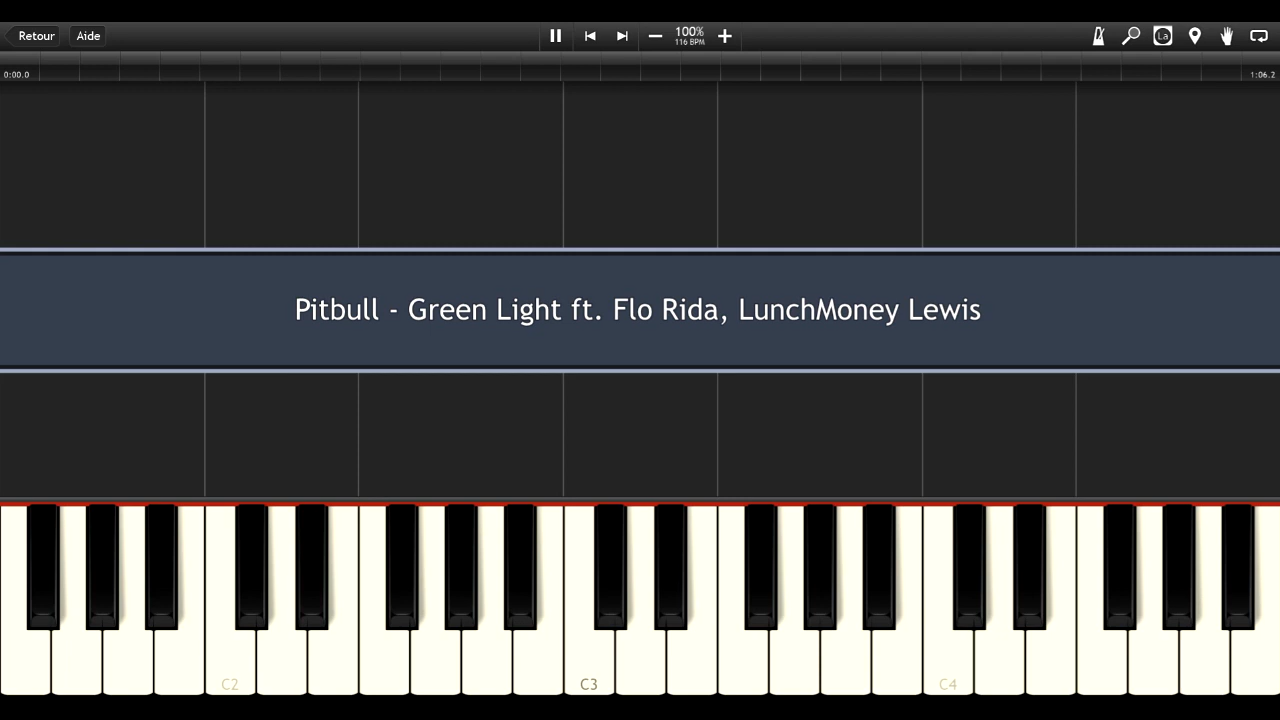 Retour Aide 100% La
116 BPM
0:00.0 1:06.2
Pitbull - Green Light ft. Flo Rida, LunchMoney Lewis
C2 C3 C4